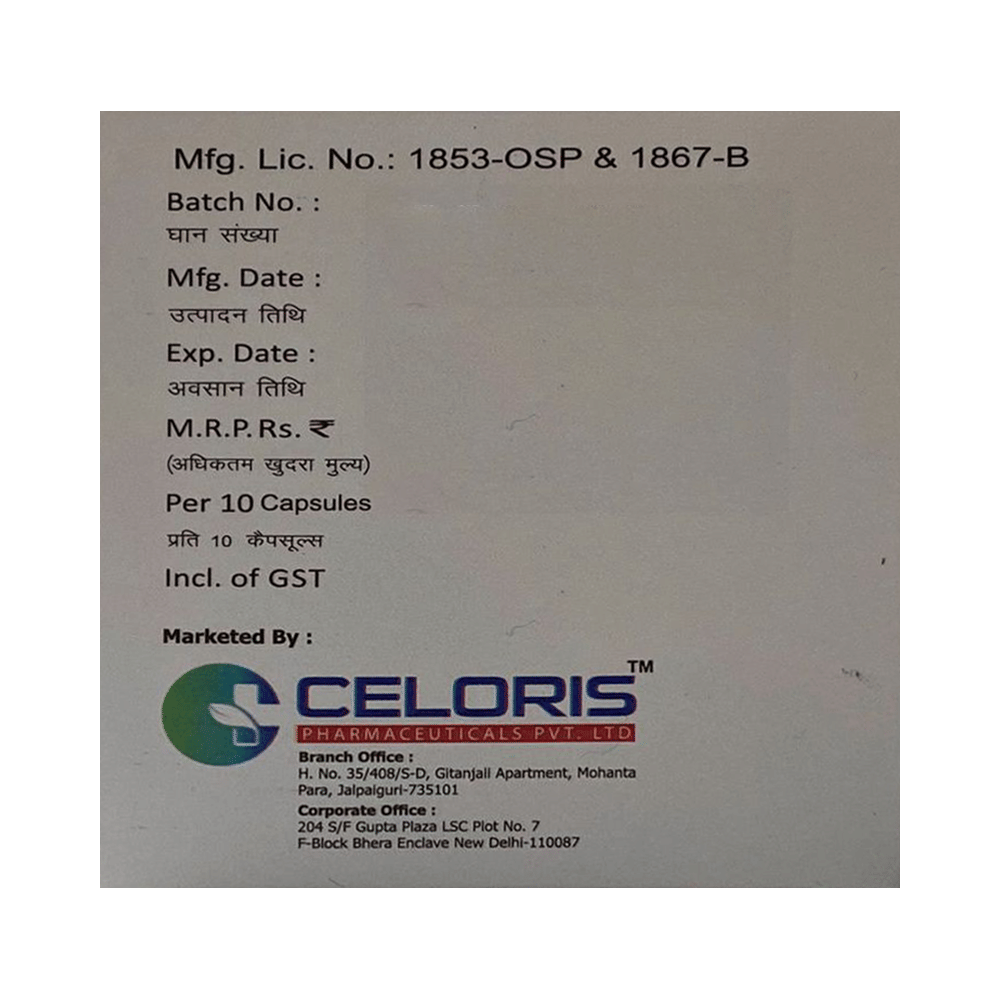 Mfg. Lic. No.: 1853-OSP & 1867-B
Batch No. :
घान संख्या
Mfg. Date :
उत्पादन तिथि
Exp. Date :
अवसान तिथि
M.R.P. Rs. ₹
(अधिकतम खुदरा मुल्य)
Per 10 Capsules
प्रति 10 कैपसूल्स
Incl. of GST
Marketed By :
CELORIS™
PHARMACEUTICALS PVT. LTD
Branch Office :
H. No. 35/408/S-D, Gitanjali Apartment, Mohanta
Para, Jalpaiguri-735101
Corporate Office :
204 S/F Gupta Plaza LSC Plot No. 7
F-Block Bhera Enclave New Delhi-110087